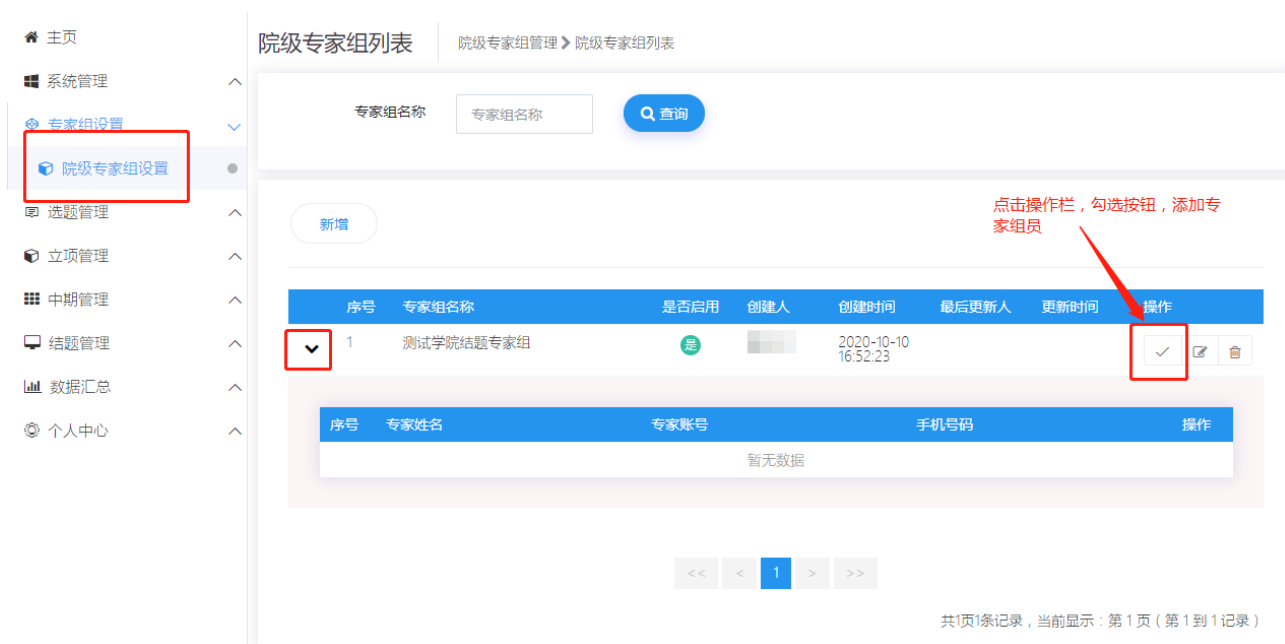 主页
系统管理
专家组设置
院级专家组设置
选题管理
立项管理
中期管理
结题管理
数据汇总
个人中心
院级专家组列表
院级专家组管理 > 院级专家组列表
专家组名称 专家组名称 查询
新增
点击操作栏，勾选按钮，添加专
家组员
序号 专家组名称 是否启用 创建人 创建时间 最后更新人 更新时间 操作
1 测试学院结题专家组 是 2020-10-10
16:52:23
序号 专家姓名 专家账号 手机号码 操作
暂无数据
<< < 1 > >>
共1页1条记录，当前显示：第 1 页（第 1 到 1 记录）